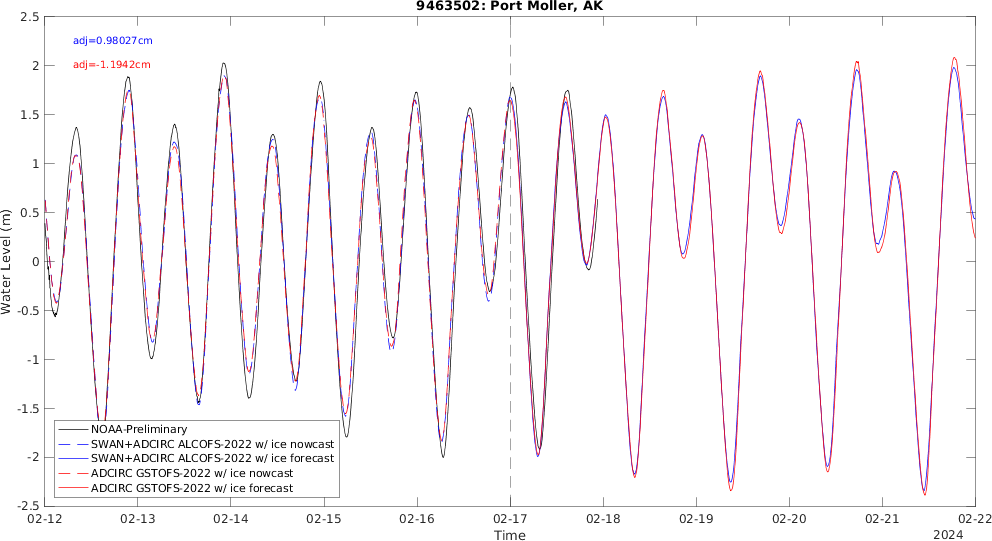 9463502: Port Moller, AK
adj=0.98027cm
adj=-1.1942cm
Water Level (m)
2.5
2
1.5
1
0.5
0
-0.5
-1
-1.5
-2
-2.5
NOAA-Preliminary
SWAN+ADCIRC ALCOFS-2022 w/ ice nowcast
SWAN+ADCIRC ALCOFS-2022 w/ ice forecast
ADCIRC GSTOFS-2022 w/ ice nowcast
ADCIRC GSTOFS-2022 w/ ice forecast
02-12 02-13 02-14 02-15 02-16 02-17 02-18 02-19 02-20 02-21 02-22
Time
2024